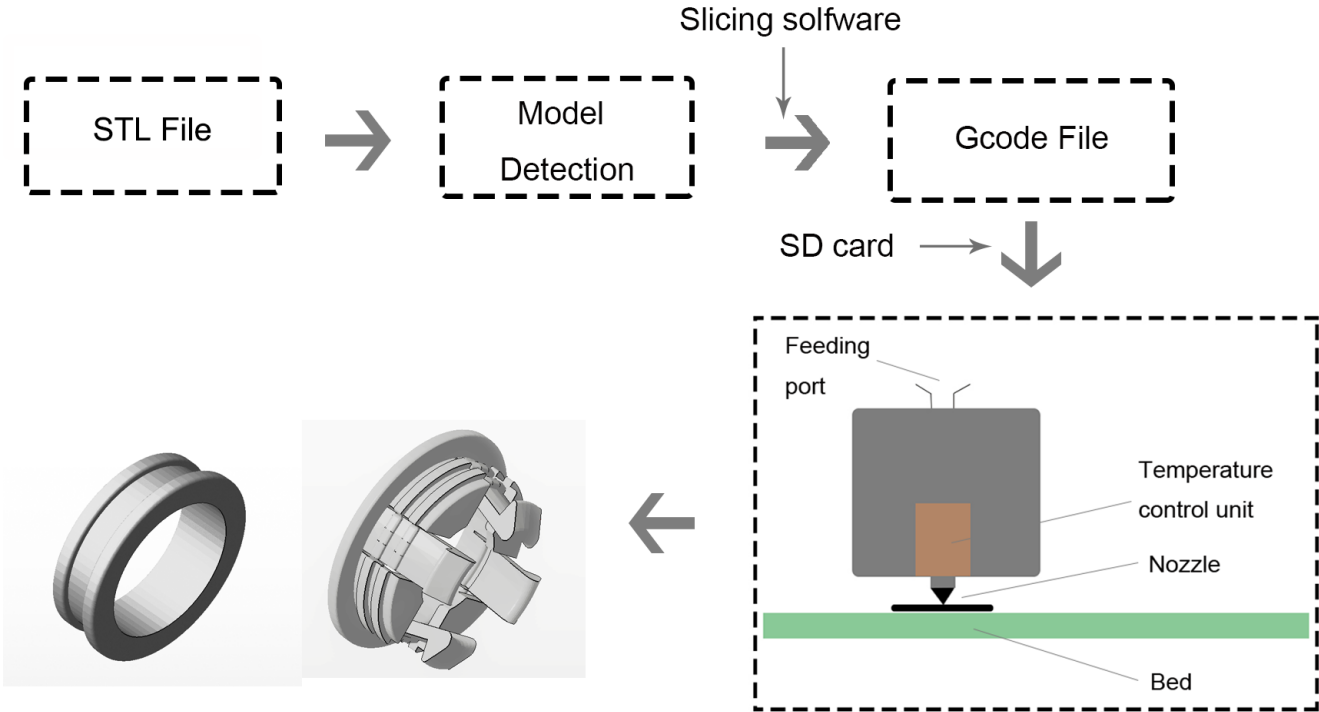 Slicing solfware
STL File
Model
Detection
Gcode File
SD card
Feeding
port
Temperature
control unit
Nozzle
Bed